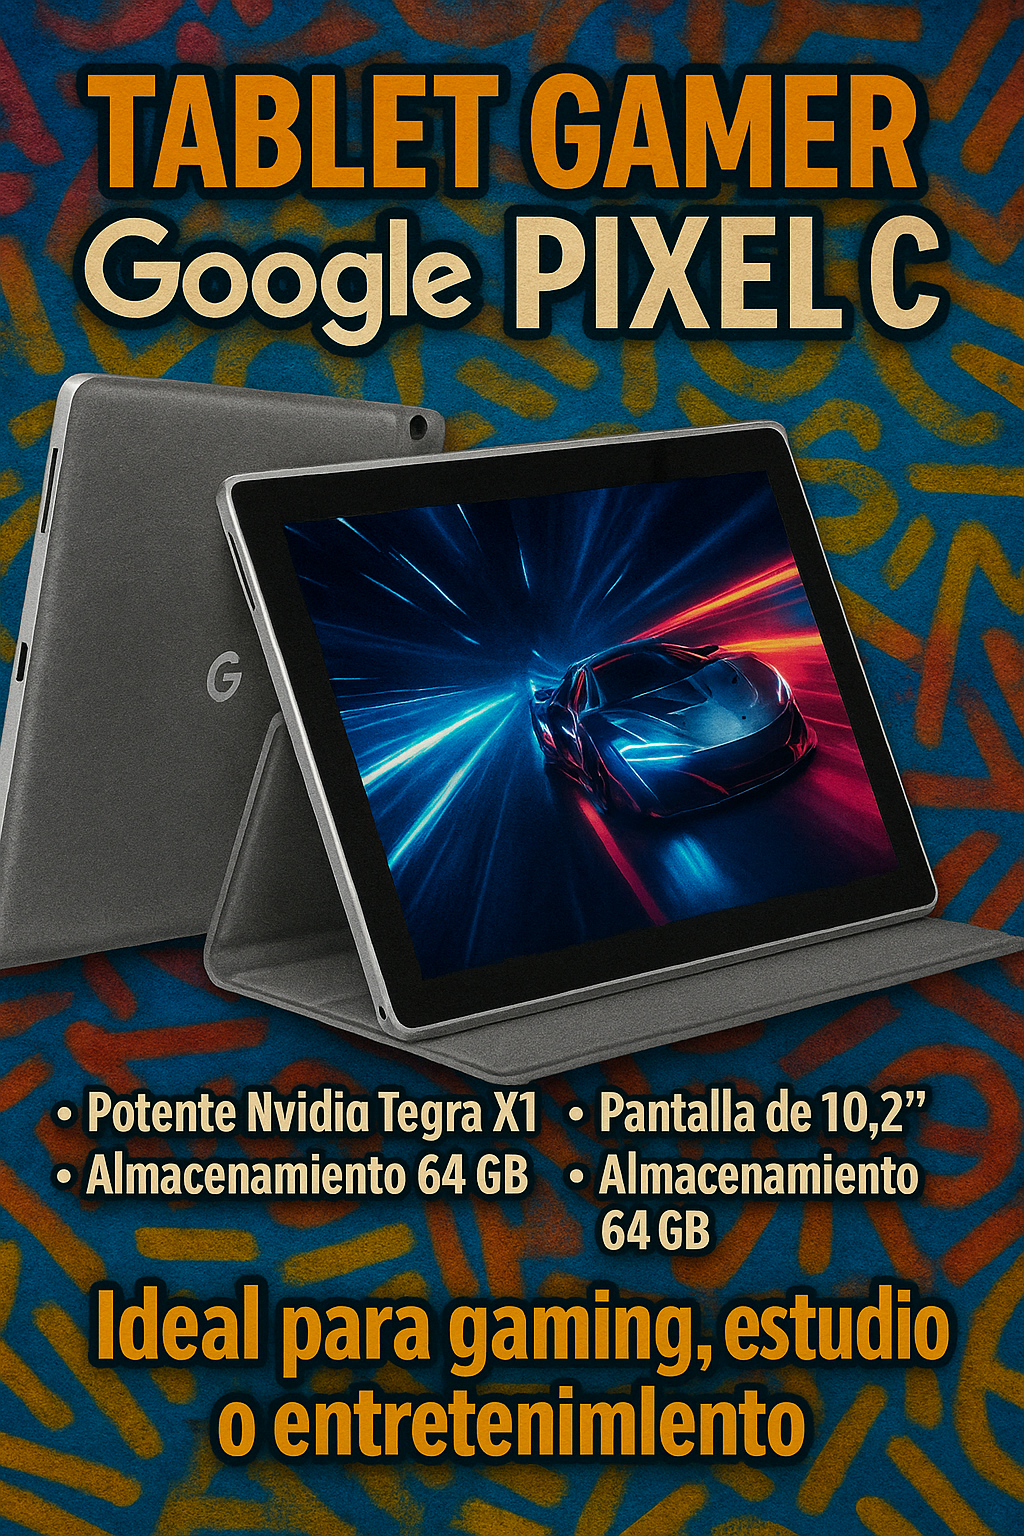 TABLET GAMER
Google PIXEL C
G
• Potente Nvidia Tegra X1
• Almacenamiento 64 GB
• Pantalla de 10,2”
• Almacenamiento
64 GB
Ideal para gaming, estudio
o entretenimlento